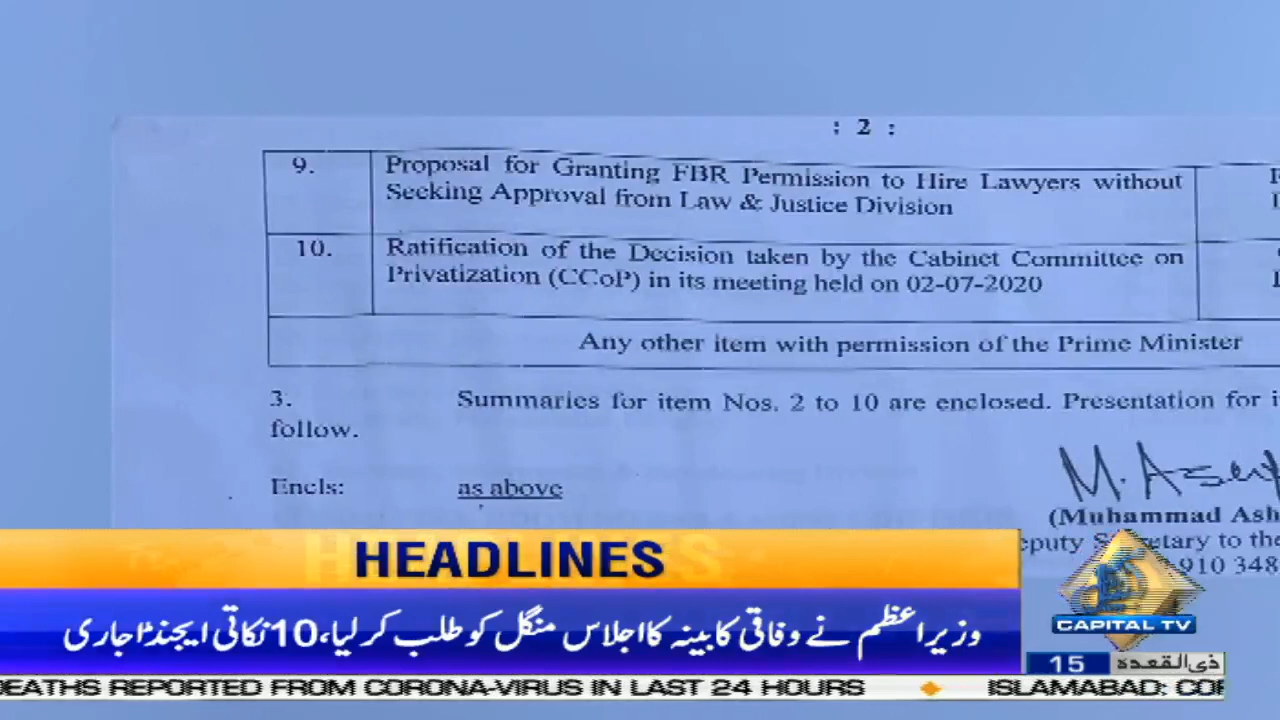 : 2 :
9. Proposal for Granting FBR Permission to Hire Lawyers without
Seeking Approval from Law & Justice Division
10. Ratification of the Decision taken by the Cabinet Committee on
Privatization (CCoP) in its meeting held on 02-07-2020
Any other item with permission of the Prime Minister
3. Summaries for item Nos. 2 to 10 are enclosed. Presentation for
follow.
Encls: as above
M.
(Muhammad
to the
910 348
HEADLINES
وزیراعظم نے وفاقی کابینہ کا اجلاس منگل کو طلب کر لیا، 10 نکاتی ایجنڈا جاری
CAPITAL TV
15 ذی القعدہ
DEATHS REPORTED FROM CORONA-VIRUS IN LAST 24 HOURS ISLAMABAD: